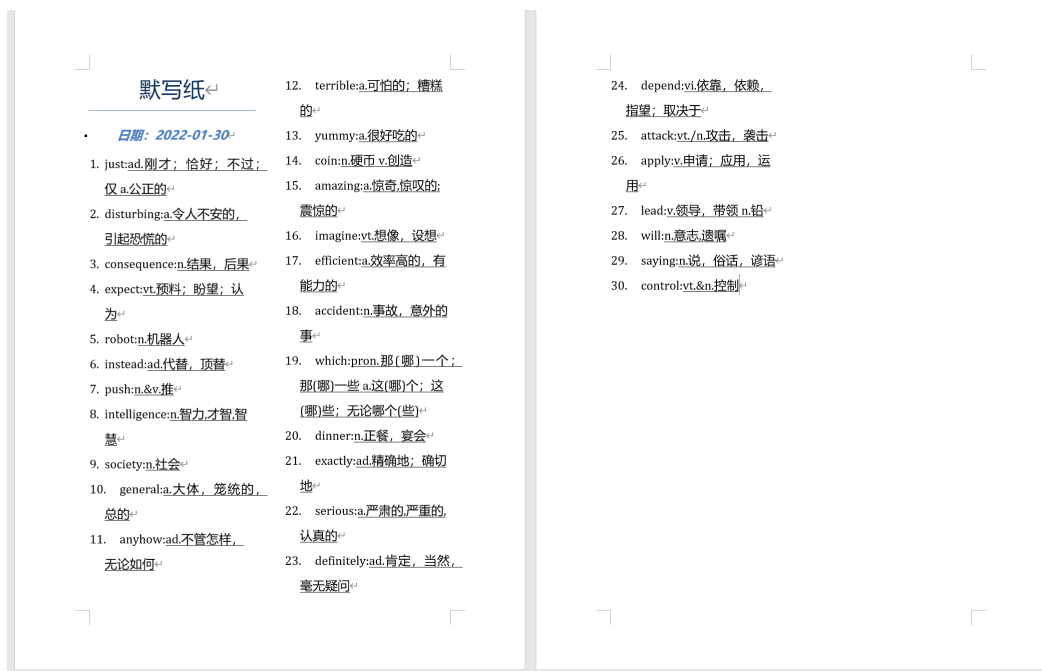 默写纸
日期：2022-01-30
1. just:ad.刚才；恰好；不过；
仅 a.公正的
2. disturbing:a.令人不安的，
引起恐慌的
3. consequence:n.结果，后果
4. expect:vt.预料；盼望；认
为
5. robot:n.机器人
6. instead:ad.代替，顶替
7. push:n.&v.推
8. intelligence:n.智力,才智,智
慧
9. society:n.社会
10. general:a.大体，笼统的，
总的
11. anyhow:ad.不管怎样，
无论如何
12. terrible:a.可怕的；糟糕
的
13. yummy:a.很好吃的
14. coin:n.硬币 v.创造
15. amazing:a.惊奇,惊叹的;
震惊的
16. imagine:vt.想像，设想
17. efficient:a.效率高的，有
能力的
18. accident:n.事故，意外的
事
19. which:pron.那(哪)一个；
那(哪)一些 a.这(哪)个；这
(哪)些；无论哪个(些)
20. dinner:n.正餐，宴会
21. exactly:ad.精确地；确切
地
22. serious:a.严肃的,严重的,
认真的
23. definitely:ad.肯定，当然，
毫无疑问
24. depend:vi.依靠，依赖，
指望；取决于
25. attack:vt./n.攻击，袭击
26. apply:v.申请；应用，运
用
27. lead:v.领导，带领 n.铅
28. will:n.意志,遗嘱
29. saying:n.说，俗话，谚语
30. control:vt.&n.控制